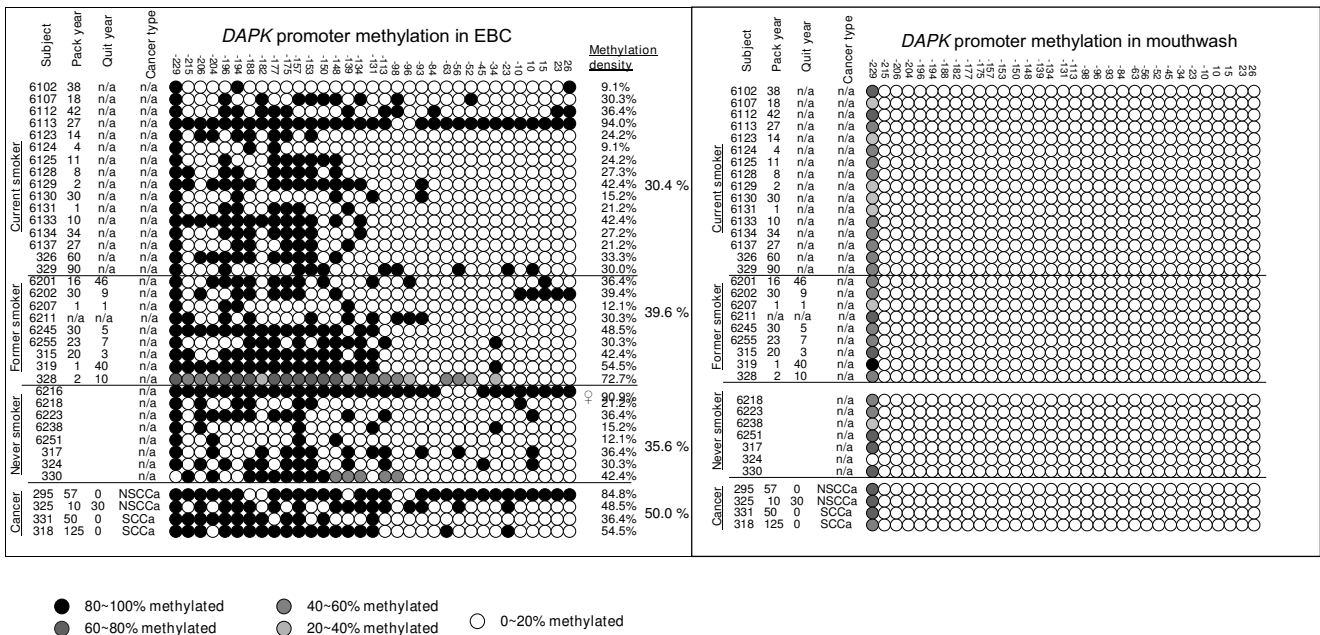 DAPK promoter methylation in EBC
Subject Pack year Quit year Cancer type -229 -215 -206 -204 -196 -194 -188 -182 -177 -175 -157 -153 -150 -148 -139 -134 -131 -113 -98 -96 -93 -84 -63 -56 -52 -45 -34 -23 -10 10 15 23 26 Methylation density
Current smoker
6102 38 n/a n/a 9.1%
6107 18 n/a n/a 30.3%
6112 42 n/a n/a 36.4%
6113 27 n/a n/a 94.0%
6123 14 n/a n/a 24.2%
6124 4 n/a n/a 9.1%
6125 11 n/a n/a 24.2%
6128 8 n/a n/a 27.3%
6129 2 n/a n/a 42.4%
30.4 %
6130 30 n/a n/a 15.2%
6131 1 n/a n/a 21.2%
6133 10 n/a n/a 42.4%
6134 34 n/a n/a 27.2%
6137 27 n/a n/a 21.2%
326 60 n/a n/a 33.3%
329 90 n/a n/a 30.0%
Former smoker
6201 16 46 n/a 36.4%
6202 30 9 n/a 39.4%
6207 1 1 n/a 12.1%
39.6 %
6211 n/a n/a n/a 30.3%
6245 30 5 n/a 48.5%
6255 23 7 n/a 30.3%
315 20 3 n/a 42.4%
319 1 40 n/a 54.5%
328 2 10 n/a 72.7%
Never smoker
6216 n/a ♀ 90.9%
6218 n/a 21.2%
6223 n/a 36.4%
6238 n/a 15.2%
35.6 %
6251 n/a 12.1%
317 n/a 36.4%
324 n/a 30.3%
330 n/a 42.4%
Cancer
295 57 0 NSCCa 84.8%
325 10 30 NSCCa 48.5%
50.0 %
331 50 0 SCCa 36.4%
318 125 0 SCCa 54.5%
DAPK promoter methylation in mouthwash
Subject Pack year Quit year Cancer type -229 -215 -206 -204 -196 -194 -188 -182 -177 -175 -157 -153 -150 -148 -139 -134 -131 -113 -98 -96 -93 -84 -63 -56 -52 -45 -34 -23 -10 10 15 23 26
Current smoker
6102 38 n/a n/a
6107 18 n/a n/a
6112 42 n/a n/a
6113 27 n/a n/a
6123 14 n/a n/a
6124 4 n/a n/a
6125 11 n/a n/a
6128 8 n/a n/a
6129 2 n/a n/a
6130 30 n/a n/a
6131 1 n/a n/a
6133 10 n/a n/a
6134 34 n/a n/a
6137 27 n/a n/a
326 60 n/a n/a
329 90 n/a n/a
Former smoker
6201 16 46 n/a
6202 30 9 n/a
6207 1 1 n/a
6211 n/a n/a n/a
6245 30 5 n/a
6255 23 7 n/a
315 20 3 n/a
319 1 40 n/a
328 2 10 n/a
Never smoker
6218 n/a
6223 n/a
6238 n/a
6251 n/a
317 n/a
324 n/a
330 n/a
Cancer
295 57 0 NSCCa
325 10 30 NSCCa
331 50 0 SCCa
318 125 0 SCCa
80~100% methylated
60~80% methylated
40~60% methylated
20~40% methylated
0~20% methylated